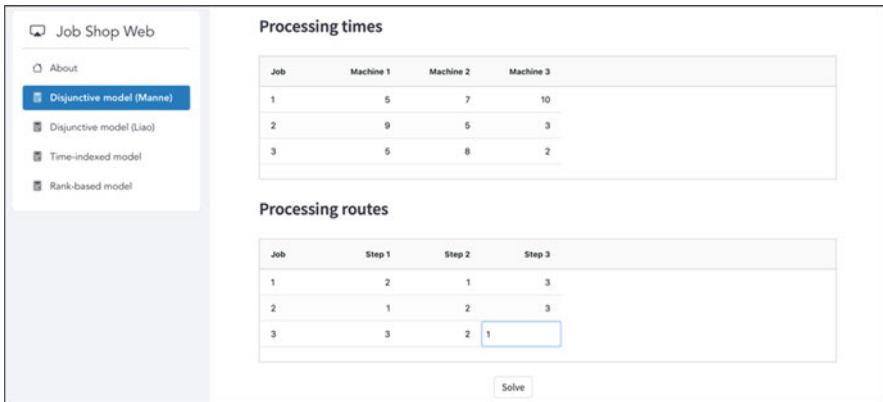 Job Shop Web
About
Disjunctive model (Manne)
Disjunctive model (Liao)
Time-indexed model
Rank-based model
Processing times
Job Machine 1 Machine 2 Machine 3
1 5 7 10
2 9 5 3
3 5 8 2
Processing routes
Job Step 1 Step 2 Step 3
1 2 1 3
2 1 2 3
3 3 2 1
Solve